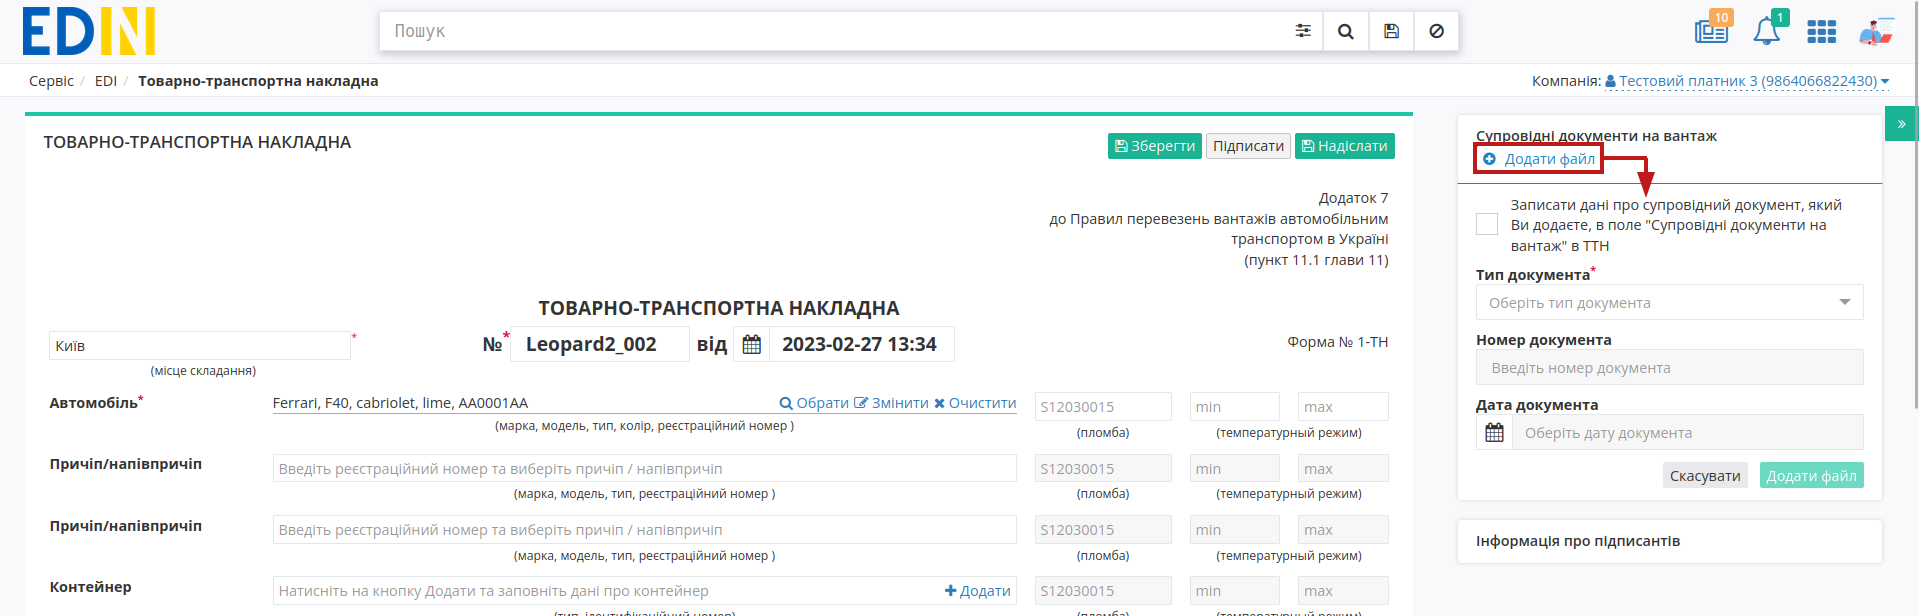 EDIN
Пошук
10
1
Сервіс / EDI / Товарно-транспортна накладна
Компанія: Тестовий платник 3 (9864066822430)
ТОВАРНО-ТРАНСПОРТНА НАКЛАДНА
Зберегти Підписати Надіслати
Додаток 7
до Правил перевезень вантажів автомобільним
транспортом в Україні
(пункт 11.1 глави 11)
ТОВАРНО-ТРАНСПОРТНА НАКЛАДНА
Київ *
№* Leopard2_002 від 2023-02-27 13:34
Форма № 1-ТН
(місце складання)
Автомобіль* Ferrari, F40, cabriolet, lime, AA0001AA Обрати Змінити Очистити S12030015 min max
(марка, модель, тип, колір, реєстраційний номер ) (пломба) (температурный режим)
Причіп/напівпричіп Введіть реєстраційний номер та виберіть причіп / напівпричіп S12030015 min max
(марка, модель, тип, реєстраційний номер ) (пломба) (температурный режим)
Причіп/напівпричіп Введіть реєстраційний номер та виберіть причіп / напівпричіп S12030015 min max
(марка, модель, тип, реєстраційний номер ) (пломба) (температурный режим)
Контейнер Натисніть на кнопку Додати та заповніть дані про контейнер Додати S12030015 min max
(тип, ідентифікаційний номер) (пломба) (температурный режим)
»
Супровідні документи на вантаж
Додати файл
Записати дані про супровідний документ, який
Ви додаєте, в поле "Супровідні документи на
вантаж" в ТТН
Тип документа*
Оберіть тип документа
Номер документа
Введіть номер документа
Дата документа
Оберіть дату документа
Скасувати Додати файл
Інформація про підписантів